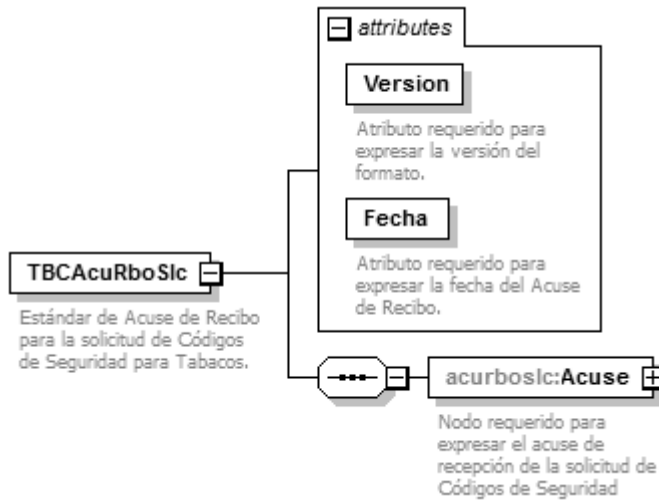 attributes
Version
Atributo requerido para
expresar la versión del
formato.
Fecha
Atributo requerido para
expresar la fecha del Acuse
de Recibo.
TBCAcuRboSlc
Estándar de Acuse de Recibo
para la solicitud de Códigos
de Seguridad para Tabacos.
acurboslc:Acuse
Nodo requerido para
expresar el acuse de
recepción de la solicitud de
Códigos de Seguridad